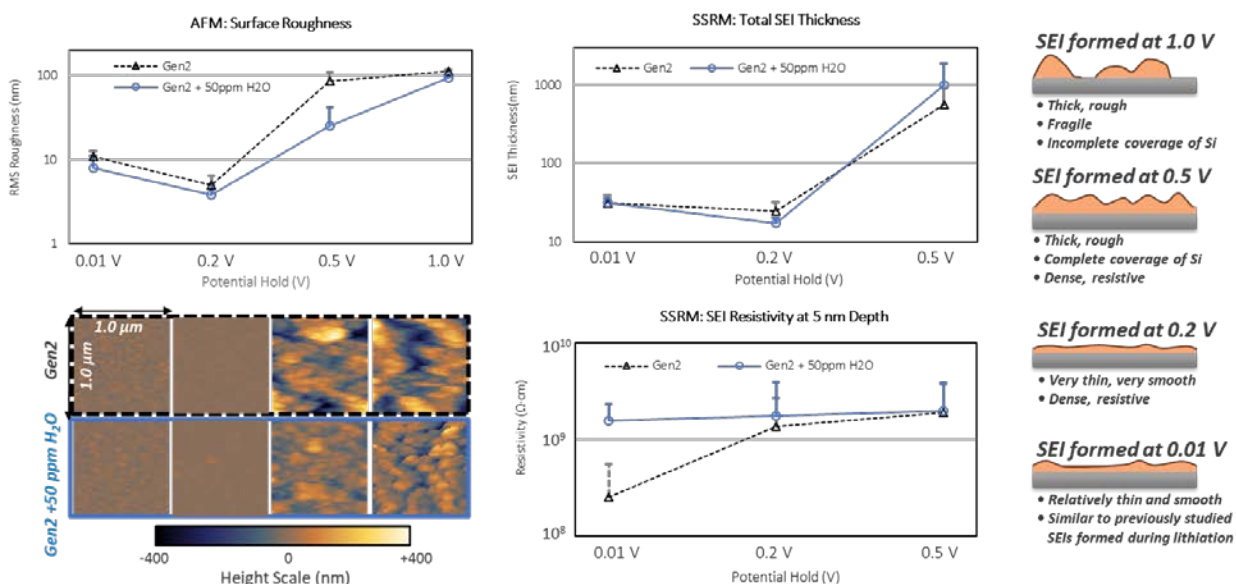 AFM: Surface Roughness
Gen2
Gen2 + 50ppm H2O
RMS Roughness (nm)
100
10
1
0.01 V
0.2 V
0.5 V
1.0 V
Potential Hold (V)
1.0 μm
1.0 μm
Gen2
Gen2 +50 ppm H₂O
-400
0
+400
Height Scale (nm)
SSRM: Total SEI Thickness
Gen2
Gen2 + 50ppm H2O
SEI Thickness(nm)
1000
100
10
0.01 V
0.2 V
0.5 V
Potential Hold (V)
SSRM: SEI Resistivity at 5 nm Depth
Gen2
Gen2 + 50ppm H2O
Resistivity (Ω·cm)
10¹⁰
10⁹
10⁸
0.01 V
0.2 V
0.5 V
Potential Hold (V)
SEI formed at 1.0 V
• Thick, rough
• Fragile
• Incomplete coverage of Si
SEI formed at 0.5 V
• Thick, rough
• Complete coverage of Si
• Dense, resistive
SEI formed at 0.2 V
• Very thin, very smooth
• Dense, resistive
SEI formed at 0.01 V
• Relatively thin and smooth
• Similar to previously studied
SEIs formed during lithiation